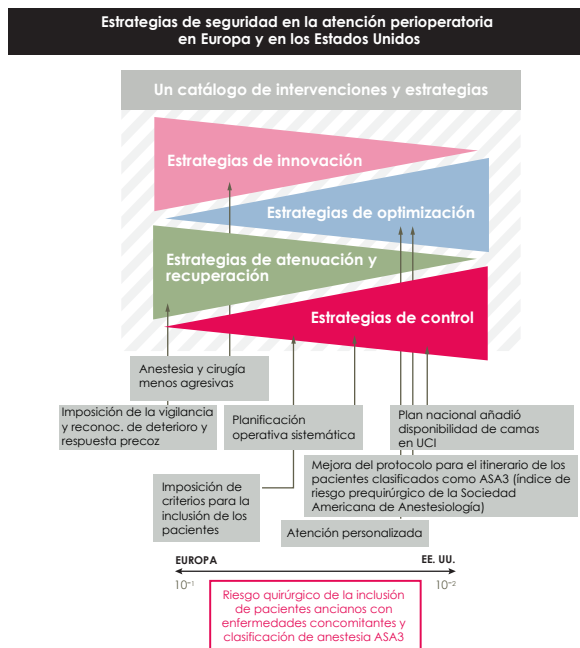 Estrategias de seguridad en la atención perioperatoria
en Europa y en los Estados Unidos
Un catálogo de intervenciones y estrategias
Estrategias de innovación
Estrategias de optimización
Estrategias de atenuación y
recuperación
Estrategias de control
Anestesia y cirugía
menos agresivas
Imposición de la vigilancia
y reconoc. de deterioro y
respuesta precoz
Planificación
operativa sistemática
Plan nacional añadió
disponibilidad de camas
en UCI
Imposición de
criterios para la
inclusión de los
pacientes
Mejora del protocolo para el itinerario de los
pacientes clasificados como ASA3 (índice de
riesgo prequirúrgico de la Sociedad
Americana de Anestesiología)
Atención personalizada
EUROPA
EE. UU.
10⁻¹
10⁻²
Riesgo quirúrgico de la inclusión
de pacientes ancianos con
enfermedades concomitantes y
clasificación de anestesia ASA3